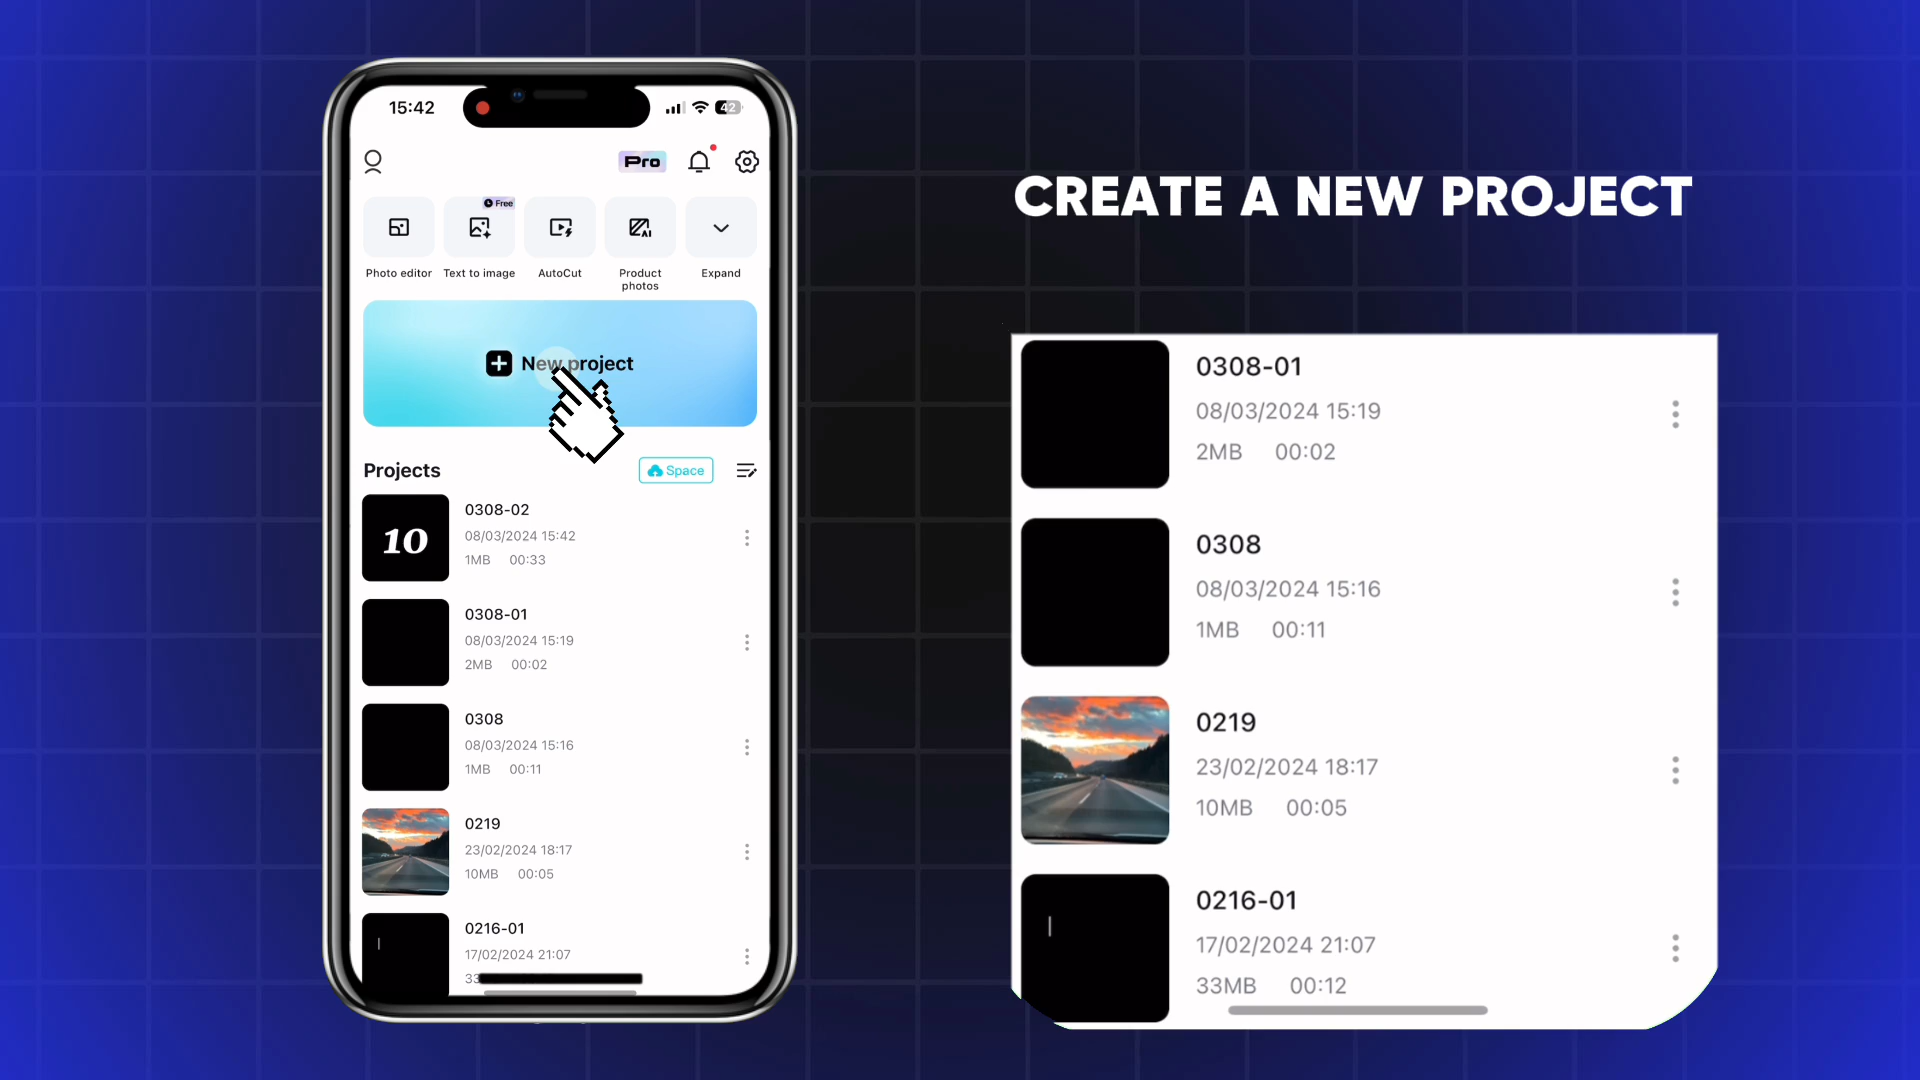 15:42
42
Pro
Free
Photo editor
Text to image
AutoCut
Product
photos
Expand
New project
Projects
Space
10
0308-02
08/03/2024 15:42
1MB 00:33
0308-01
08/03/2024 15:19
2MB 00:02
0308
08/03/2024 15:16
1MB 00:11
0219
23/02/2024 18:17
10MB 00:05
0216-01
17/02/2024 21:07
33
CREATE A NEW PROJECT
0308-01
08/03/2024 15:19
2MB 00:02
0308
08/03/2024 15:16
1MB 00:11
0219
23/02/2024 18:17
10MB 00:05
0216-01
17/02/2024 21:07
33MB 00:12